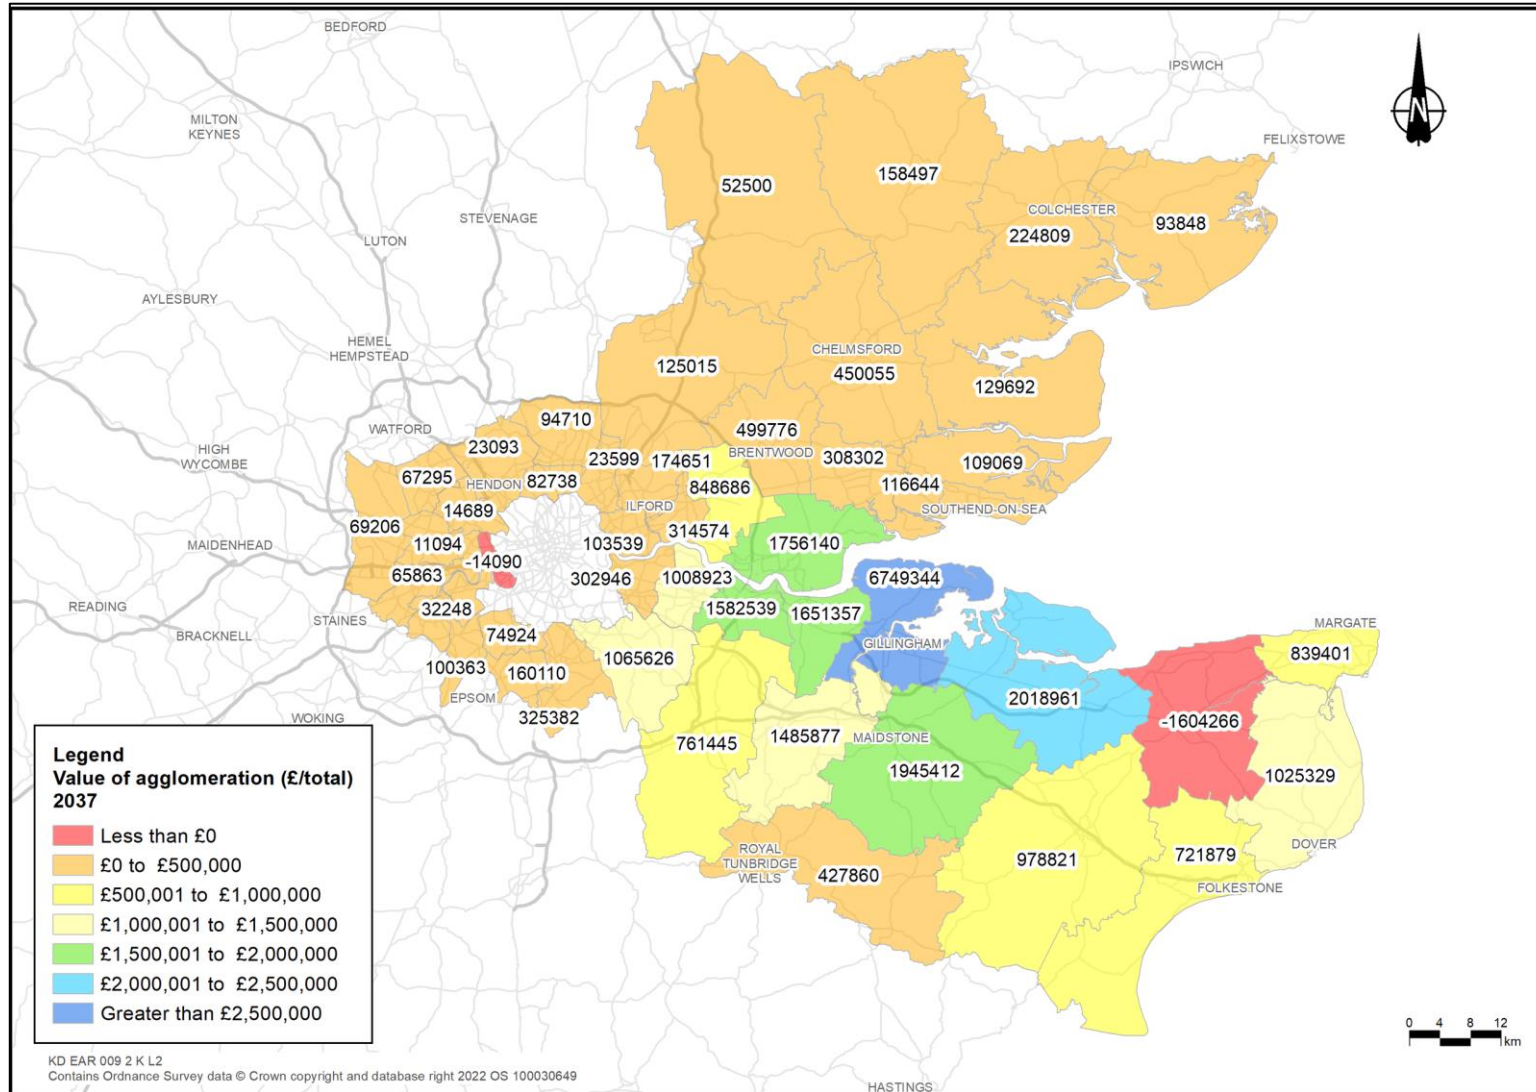 BEDFORD
IPSWICH
N
MILTON
KEYNES
FELIXSTOWE
158497
52500
COLCHESTER
93848
STEVENAGE
224809
LUTON
AYLESBURY
HEMEL
HEMPSTEAD
CHELMSFORD
125015
450055
129692
94710
WATFORD
499776
23093
HIGH
WYCOMBE
BRENTWOOD
308302
23599
174651
109069
67295
HENDON
82738
848686
116644
14689
ILFORD
SOUTHEND-ON-SEA
69206
314574
11094
103539
1756140
MAIDENHEAD
-14090
65863
302946
1008923
6749344
READING
32248
1582539
1651357
STAINES
BRACKNELL
74924
GILLINGHAM
MARGATE
1065626
839401
100363
160110
EPSOM
2018961
WOKING
325382
-1604266
761445
1485877
MAIDSTONE
1945412
1025329
ROYAL
TUNBRIDGE
WELLS
427860
978821
721879
DOVER
FOLKESTONE
Legend
Value of agglomeration (£/total)
2037
Less than £0
£0 to £500,000
£500,001 to £1,000,000
£1,000,001 to £1,500,000
£1,500,001 to £2,000,000
£2,000,001 to £2,500,000
Greater than £2,500,000
0 4 8 12
km
KD EAR 009 2 K L2
Contains Ordnance Survey data © Crown copyright and database right 2022 OS 100030649
HASTINGS